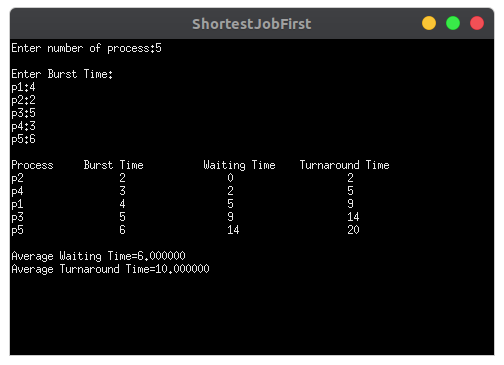 ShortestJobFirst
Enter number of process:5
Enter Burst Time:
p1:4
p2:2
p3:5
p4:3
p5:6
Process Burst Time Waiting Time Turnaround Time
p2 2 0 2
p4 3 2 5
p1 4 5 9
p3 5 9 14
p5 6 14 20
Average Waiting Time=6.000000
Average Turnaround Time=10.000000